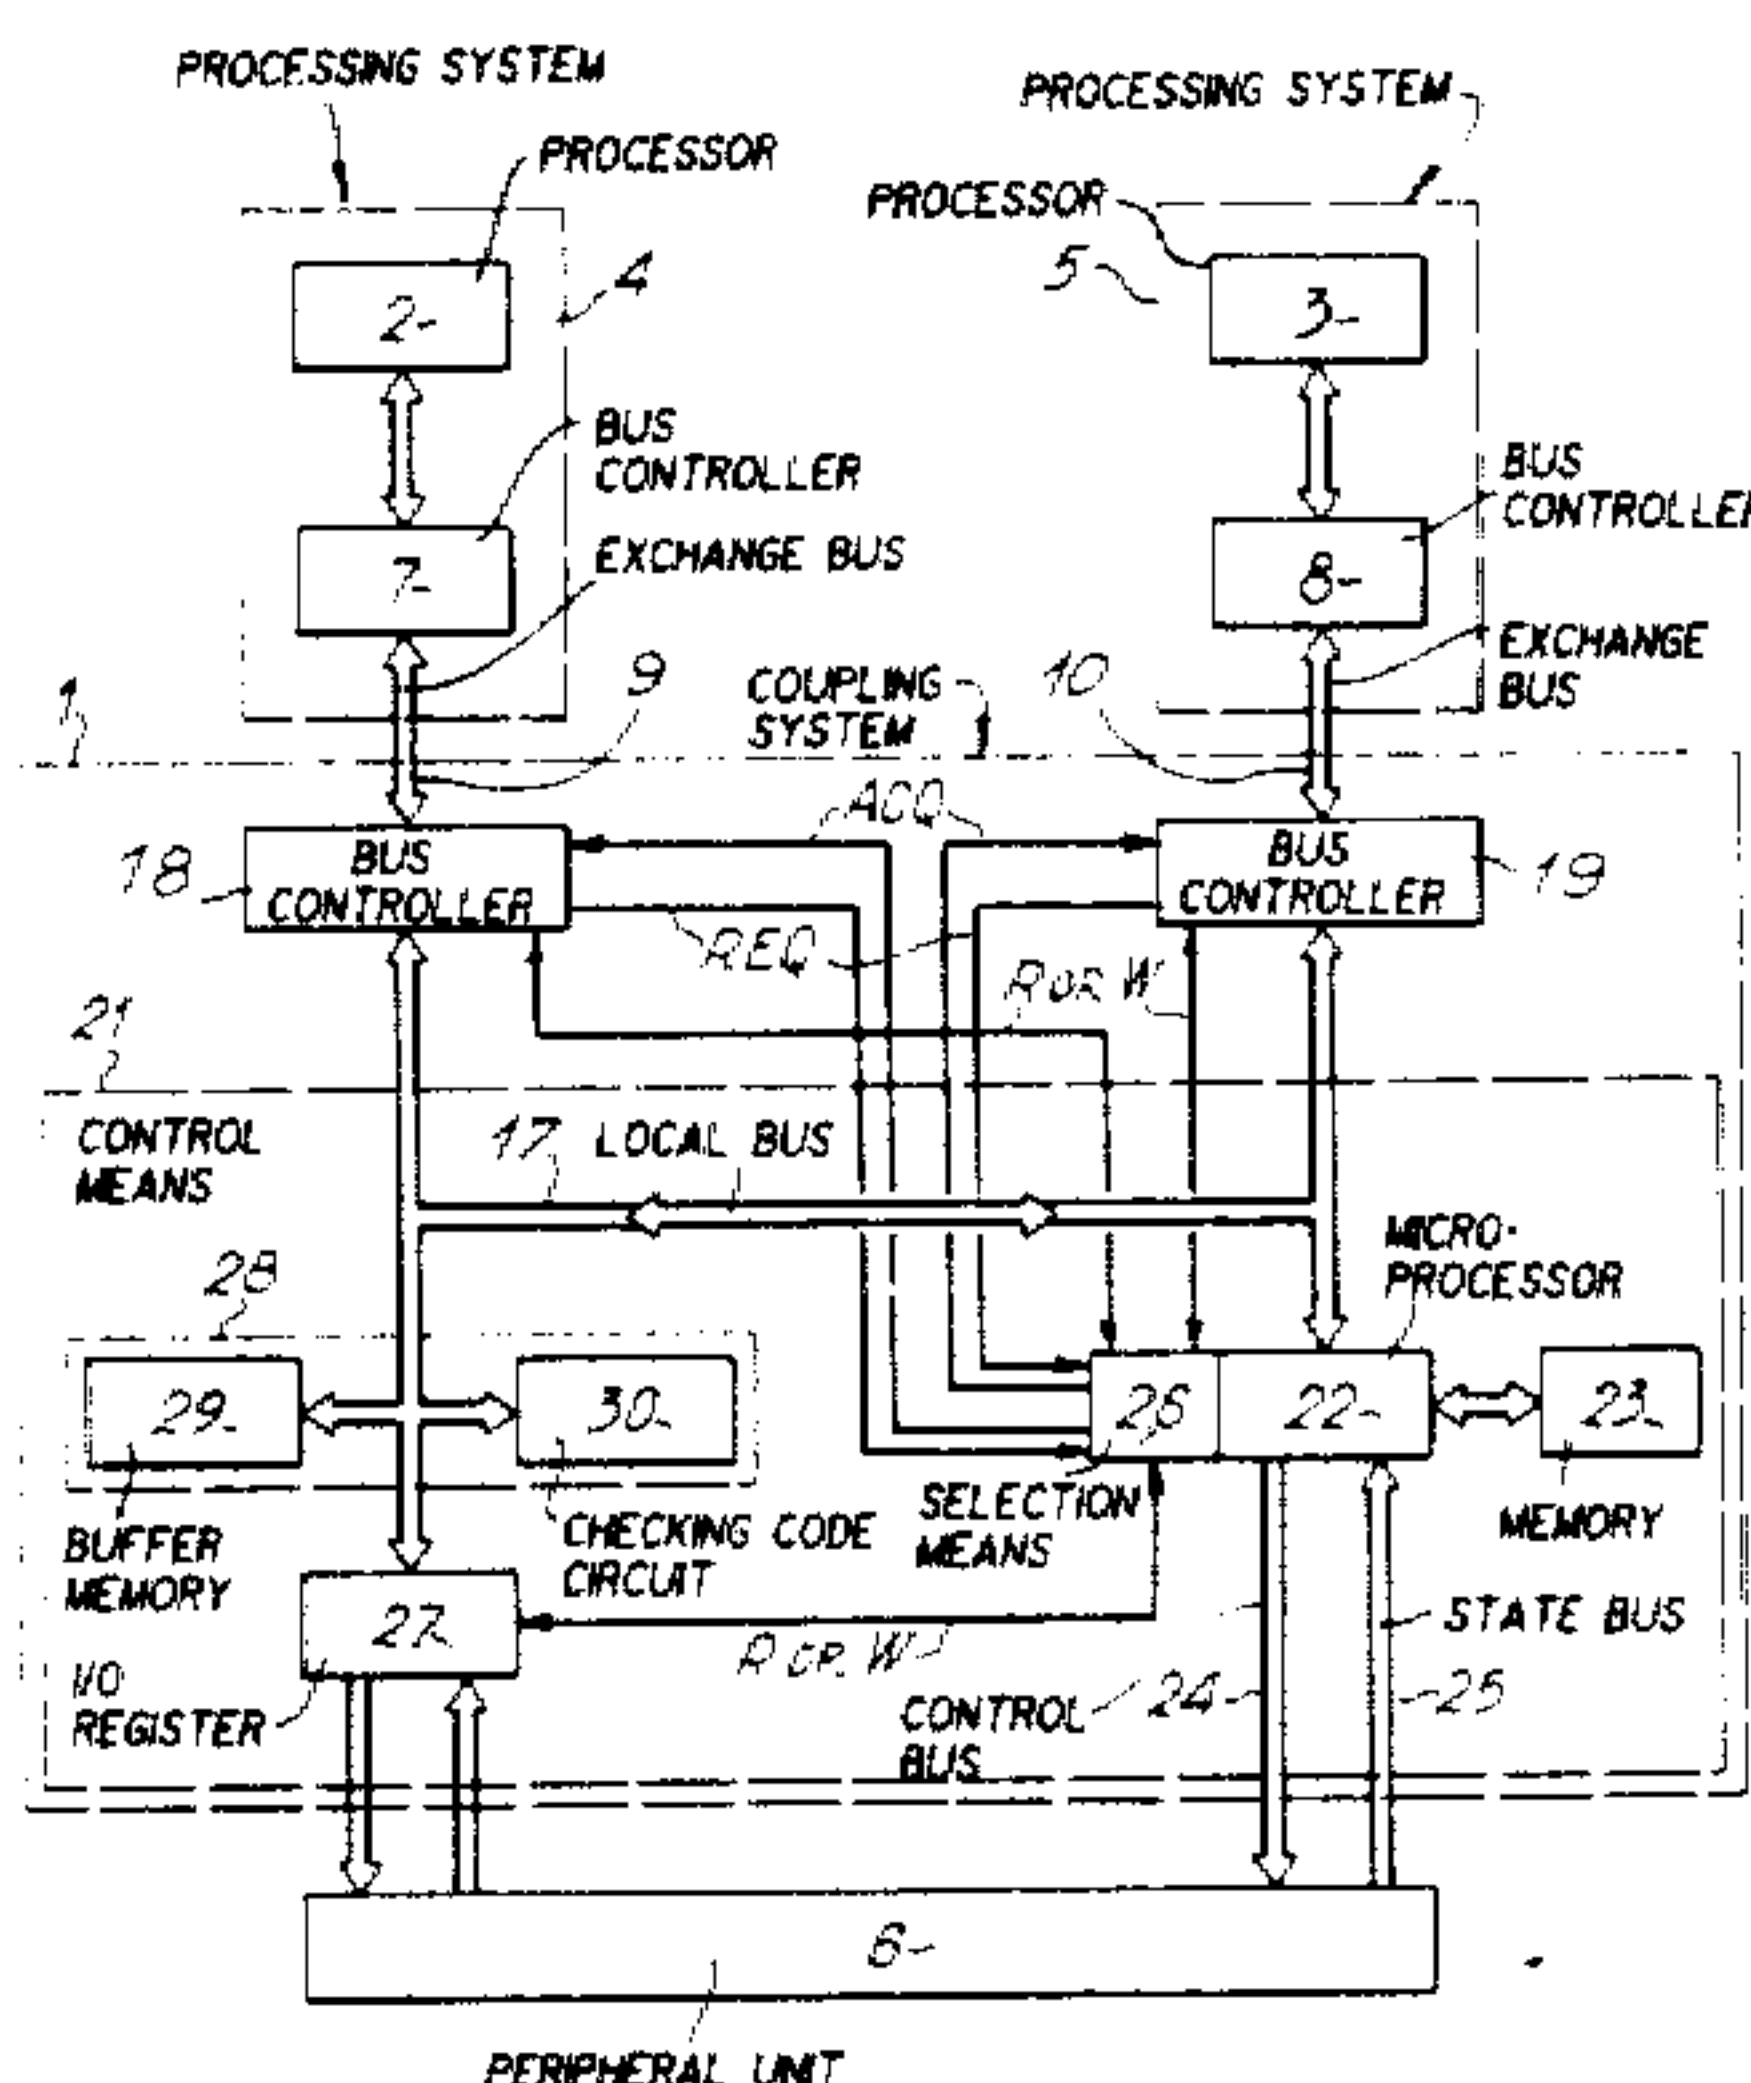 PROCESSING SYSTEM
PROCESSING SYSTEM
PROCESSOR
PROCESSOR
4
5
2
3
BUS
CONTROLLER
BUS
CONTROLLER
7
EXCHANGE BUS
8
EXCHANGE
BUS
1
9
COUPLING
SYSTEM
10
ACQ
18
BUS
CONTROLLER
BUS
CONTROLLER
19
REQ
R OR W
21
CONTROL
MEANS
17
LOCAL BUS
MICRO-
PROCESSOR
28
29
30
26
22
23
BUFFER
MEMORY
CHECKING CODE
CIRCUIT
SELECTION
MEANS
MEMORY
27
R OR W
STATE BUS
I/O
REGISTER
CONTROL
BUS
24
25
6
PERIPHERAL UNIT